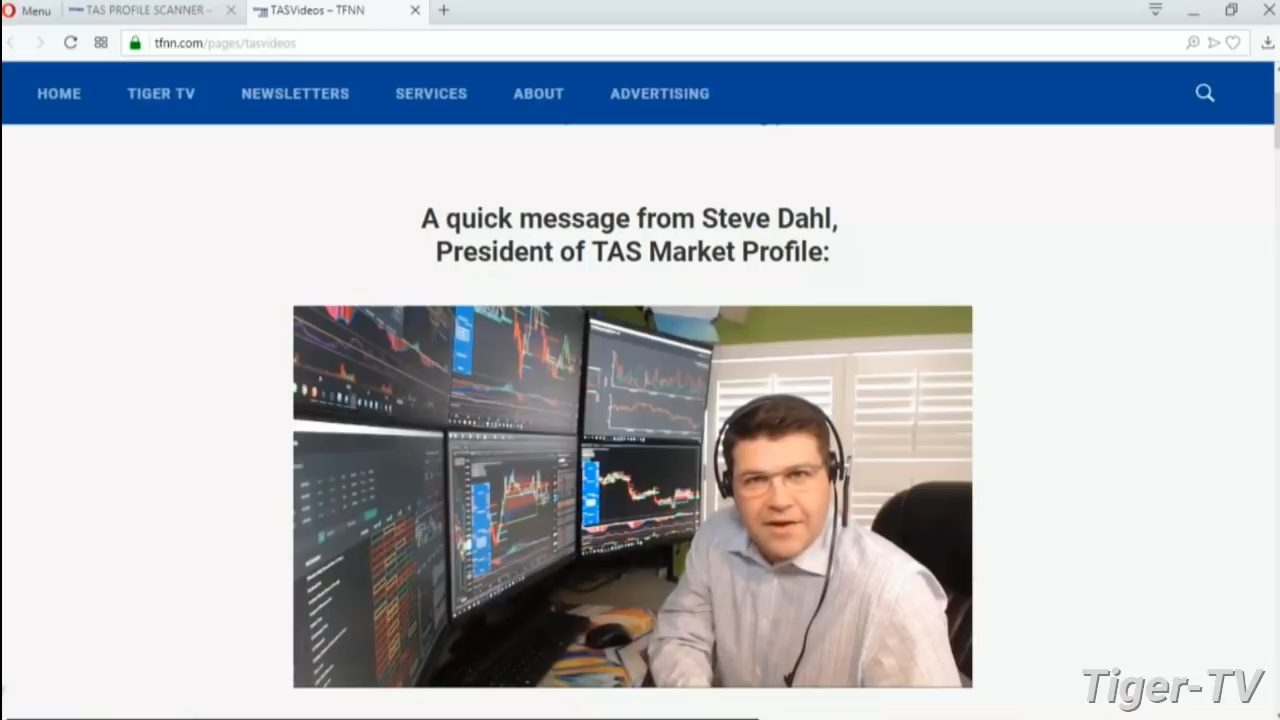 Menu
TAS PROFILE SCANNER -
TASVideos – TFNN
tfnn.com/pages/tasvideos
HOME
TIGER TV
NEWSLETTERS
SERVICES
ABOUT
ADVERTISING
A quick message from Steve Dahl,
President of TAS Market Profile:
Tiger-TV